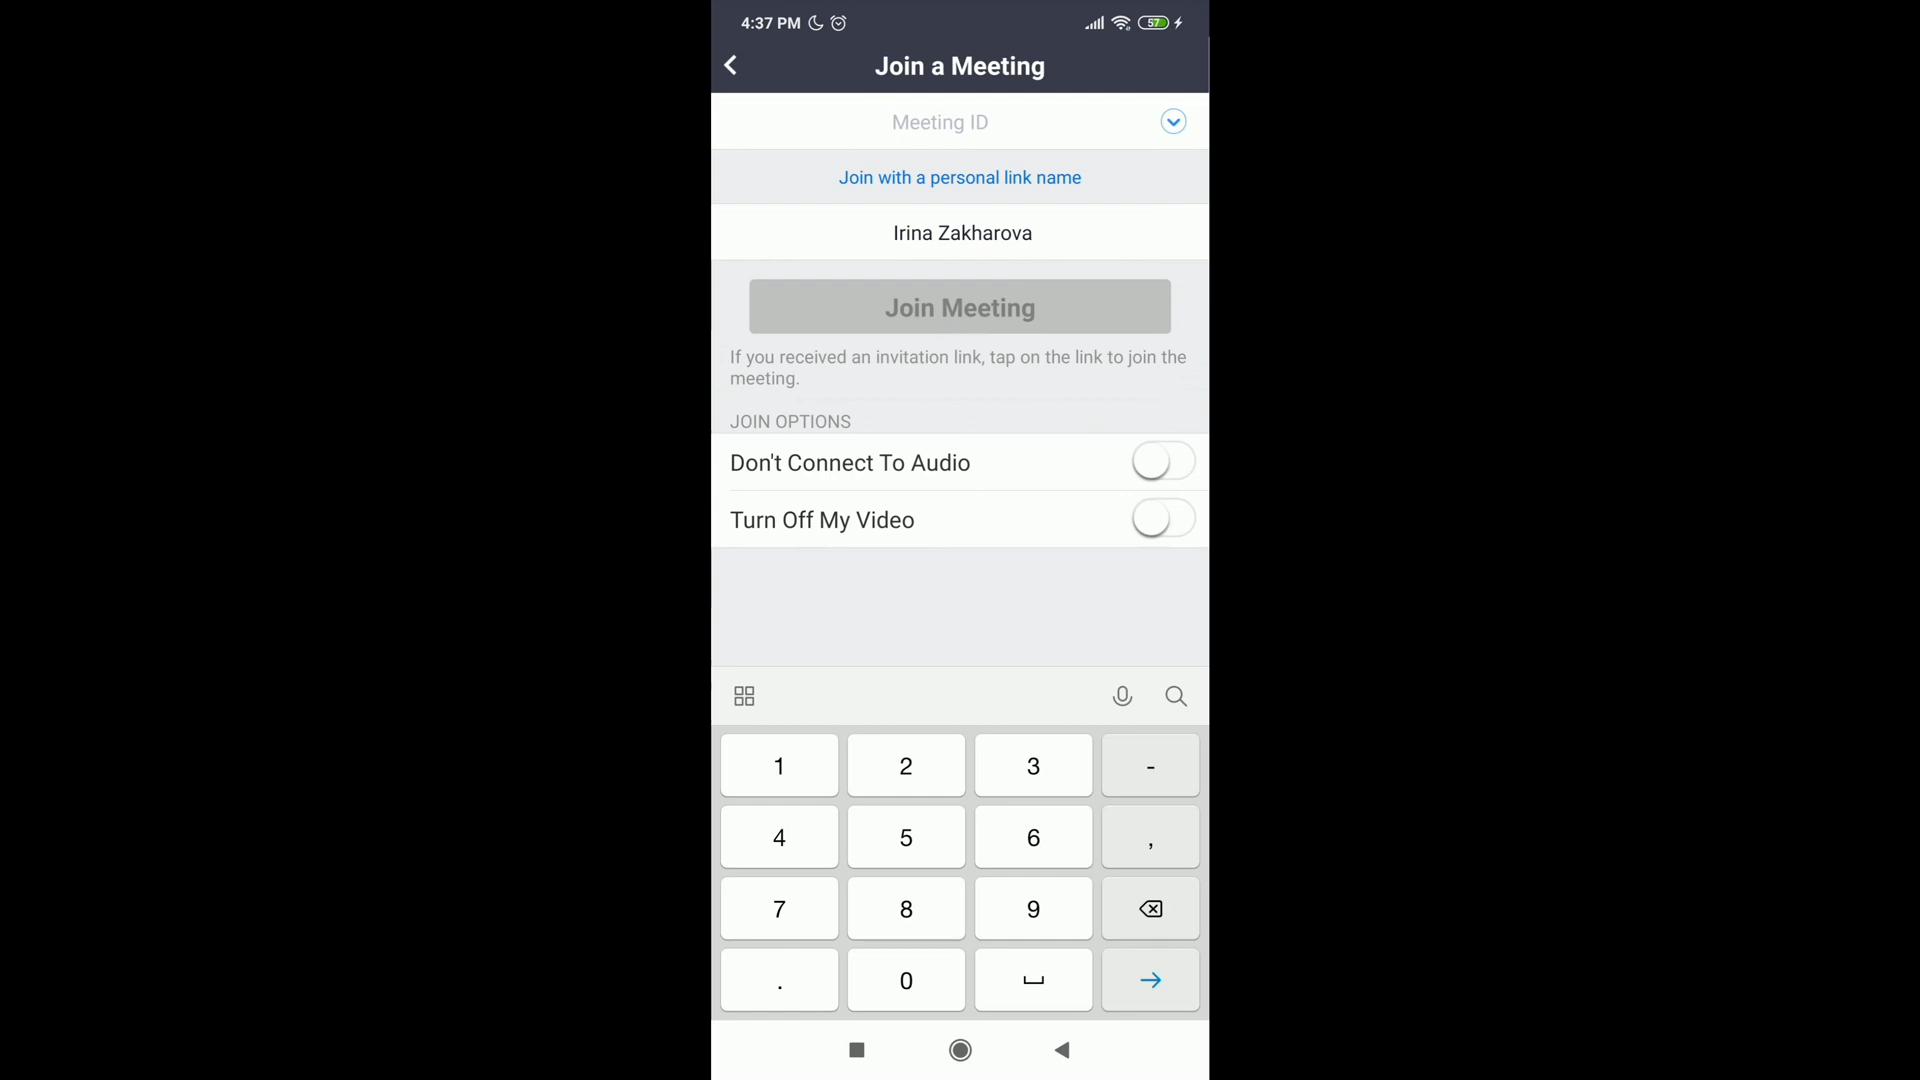 4:37 PM
57
Join a Meeting
Meeting ID
Join with a personal link name
Irina Zakharova
Join Meeting
If you received an invitation link, tap on the link to join the
meeting.
JOIN OPTIONS
Don't Connect To Audio
Turn Off My Video
1 2 3 -
4 5 6 ,
7 8 9
. 0